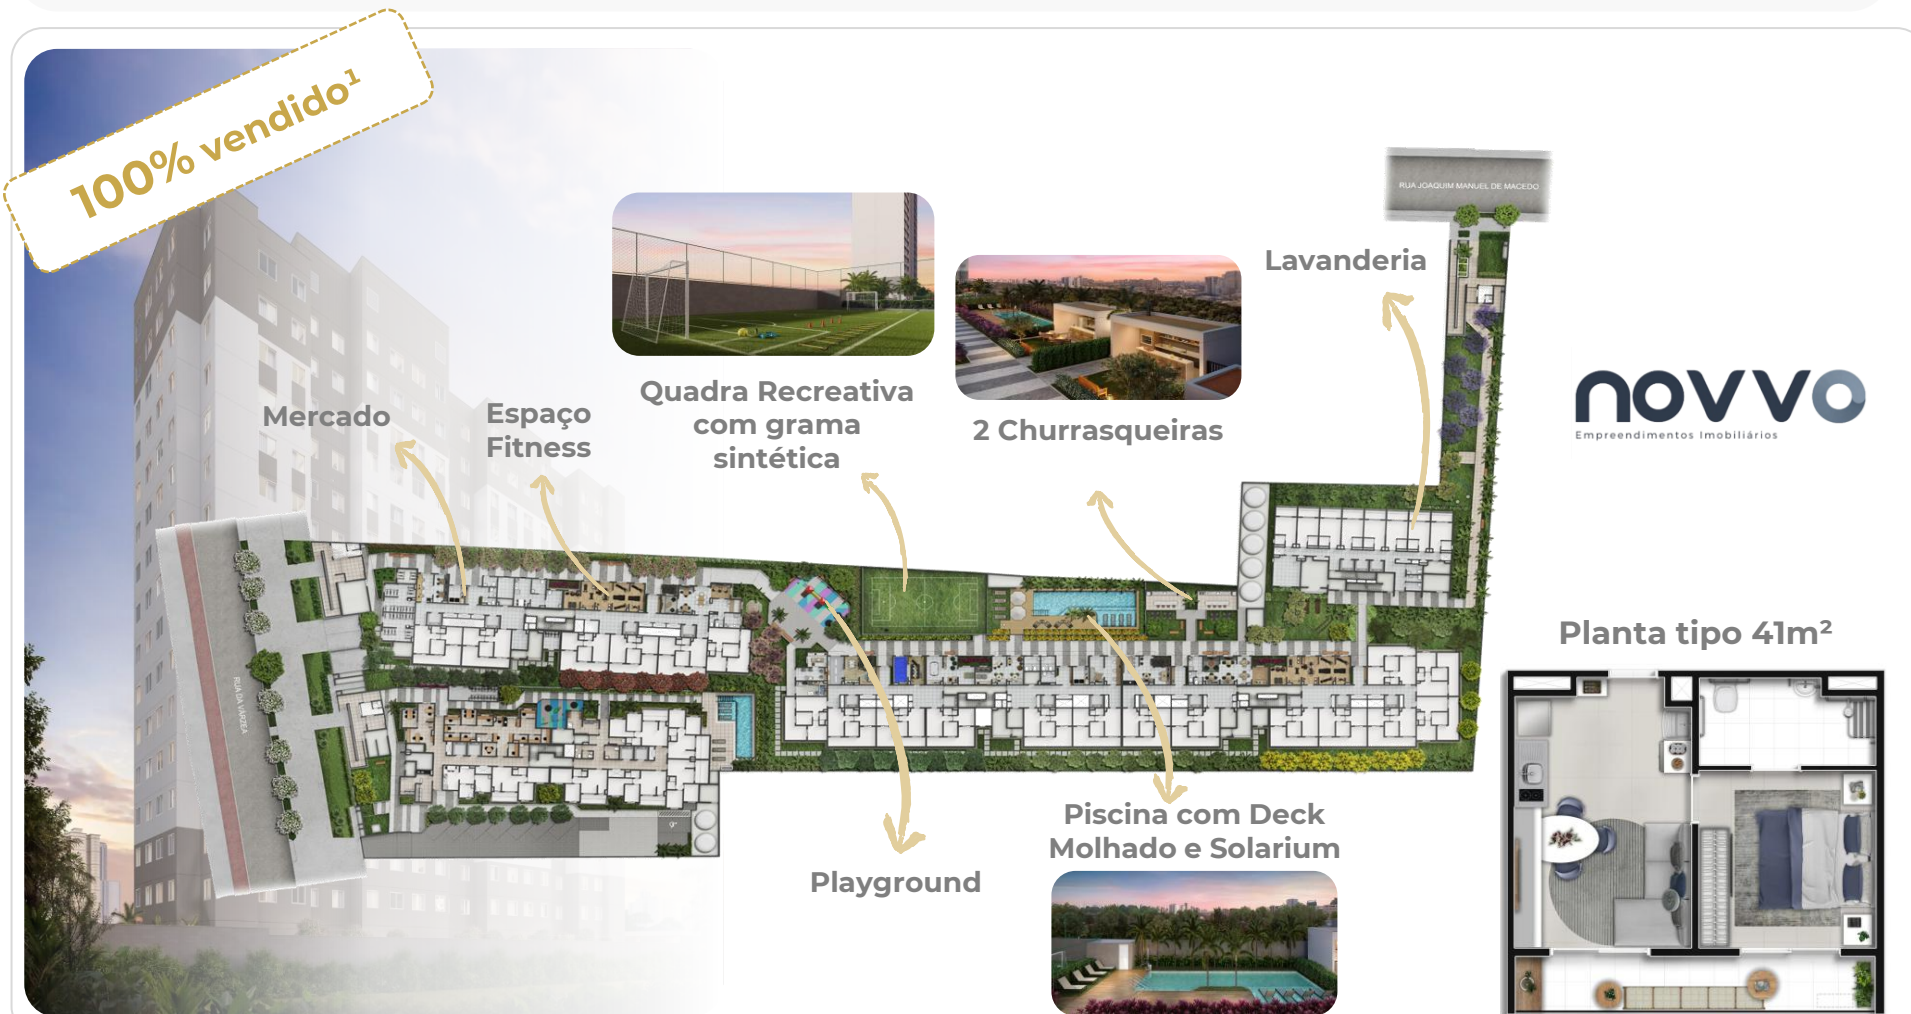 100% vendido¹
RUA JOAQUIM MANUEL DE MACEDO
Lavanderia
Mercado
Espaço
Fitness
Quadra Recreativa
com grama
sintética
2 Churrasqueiras
novvo
Empreendimentos Imobiliários
RUA DA VÁRZEA
Planta tipo 41m²
Playground
Piscina com Deck
Molhado e Solarium